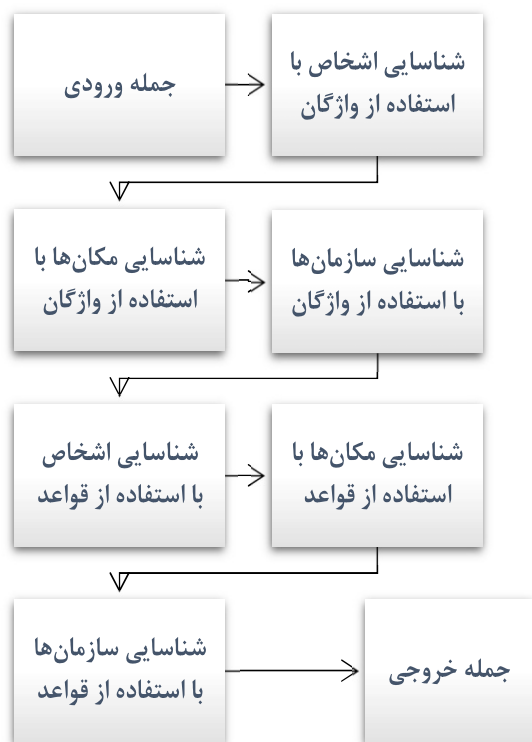 جمله ورودی
شناسایی اشخاص با
استفاده از واژگان
شناسایی مکان‌ها با
استفاده از واژگان
شناسایی سازمان‌ها
با استفاده از واژگان
شناسایی اشخاص
با استفاده از قواعد
شناسایی مکان‌ها با
استفاده از قواعد
شناسایی سازمان‌ها
با استفاده از قواعد
جمله خروجی